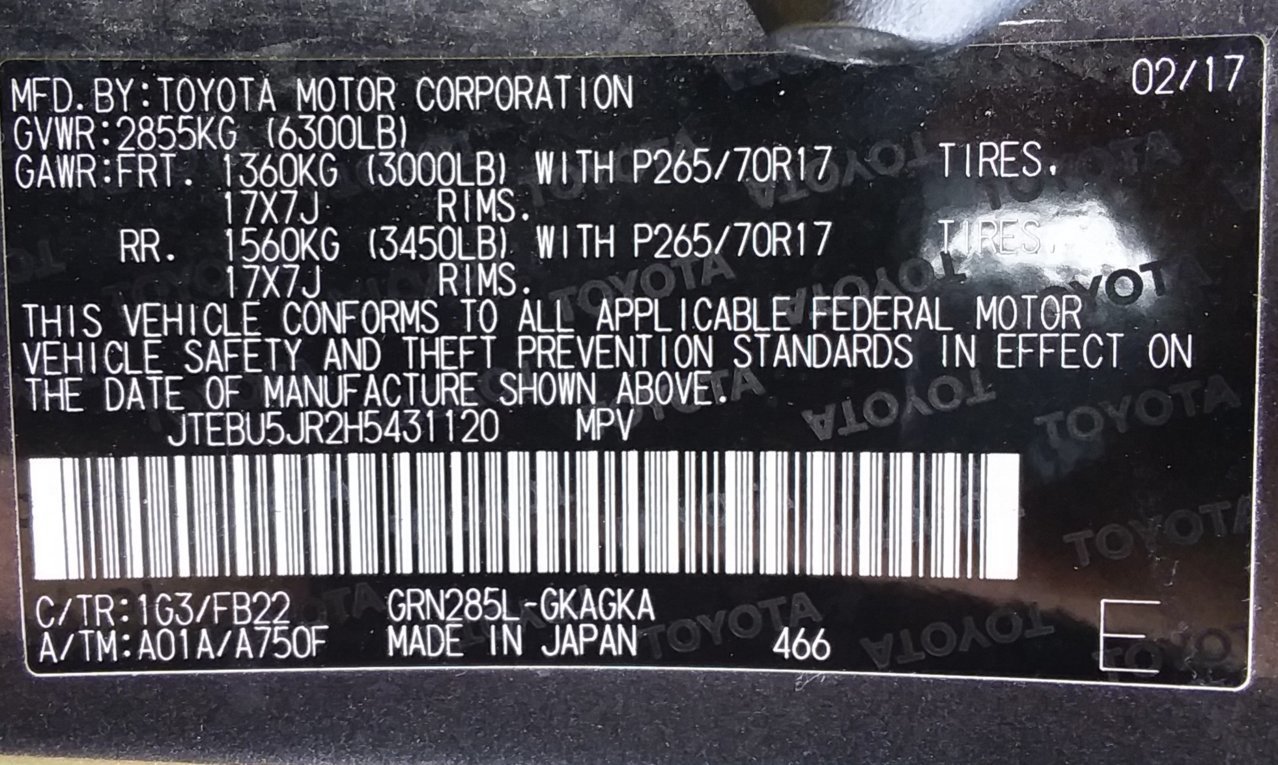 02/17
MFD.BY:TOYOTA MOTOR CORPORATION
GVWR:2855KG (6300LB)
GAWR:FRT. 1360KG (3000LB) WITH P265/70R17 TIRES.
17X7J RIMS.
RR. 1560KG (3450LB) WITH P265/70R17 TIRES.
17X7J RIMS.
THIS VEHICLE CONFORMS TO ALL APPLICABLE FEDERAL MOTOR
VEHICLE SAFETY AND THEFT PREVENTION STANDARDS IN EFFECT ON
THE DATE OF MANUFACTURE SHOWN ABOVE.
JTEBU5JR2H5431120 MPV
C/TR:1G3/FB22 GRN285L-GKAGKA
A/TM:A01A/A750F MADE IN JAPAN 466 E